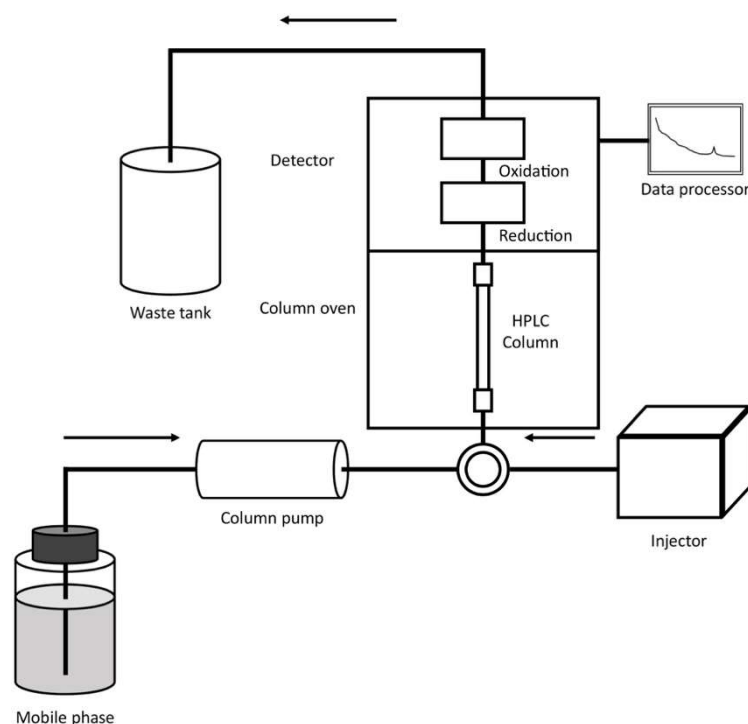 Detector
Oxidation
Data processor
Reduction
Waste tank
Column oven
HPLC
Column
Column pump
Injector
Mobile phase